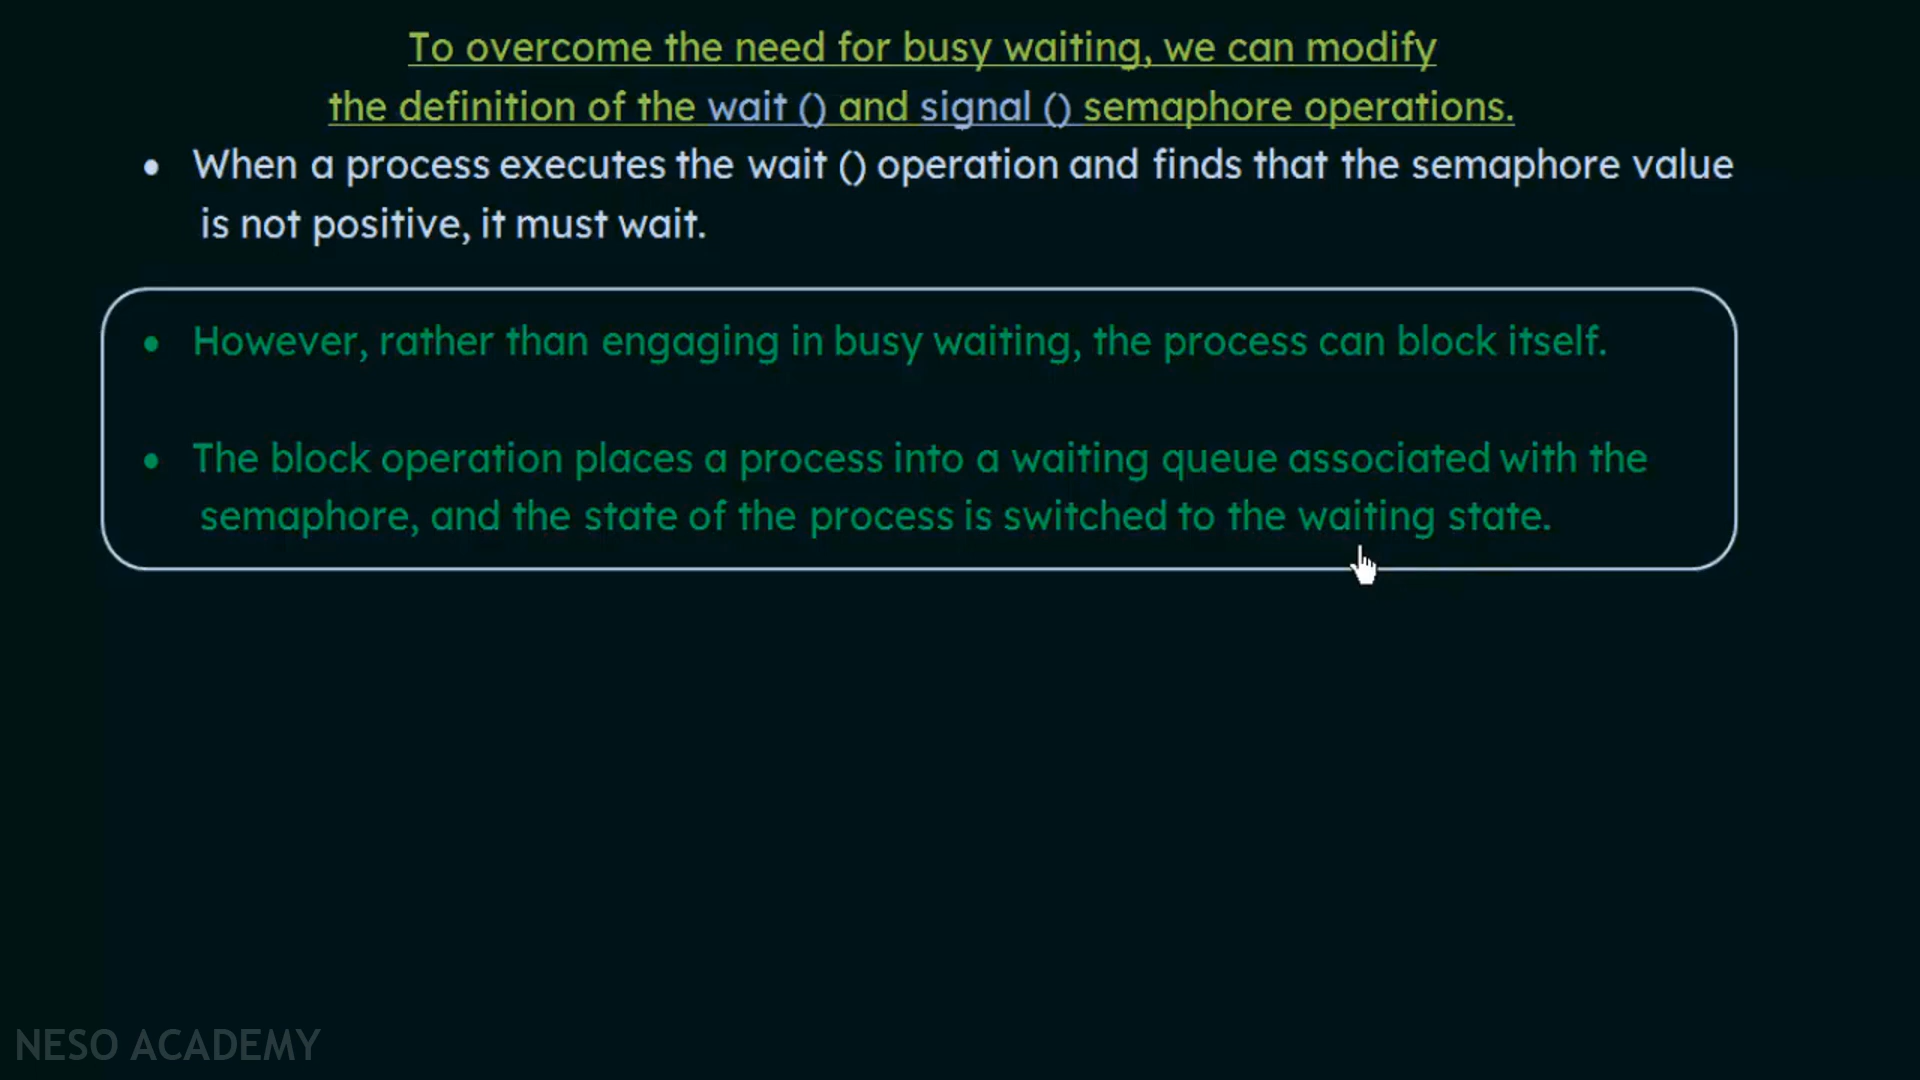 To overcome the need for busy waiting, we can modify
the definition of the wait () and signal () semaphore operations.
• When a process executes the wait () operation and finds that the semaphore value
is not positive, it must wait.
• However, rather than engaging in busy waiting, the process can block itself.
• The block operation places a process into a waiting queue associated with the
semaphore, and the state of the process is switched to the waiting state.
NESO ACADEMY